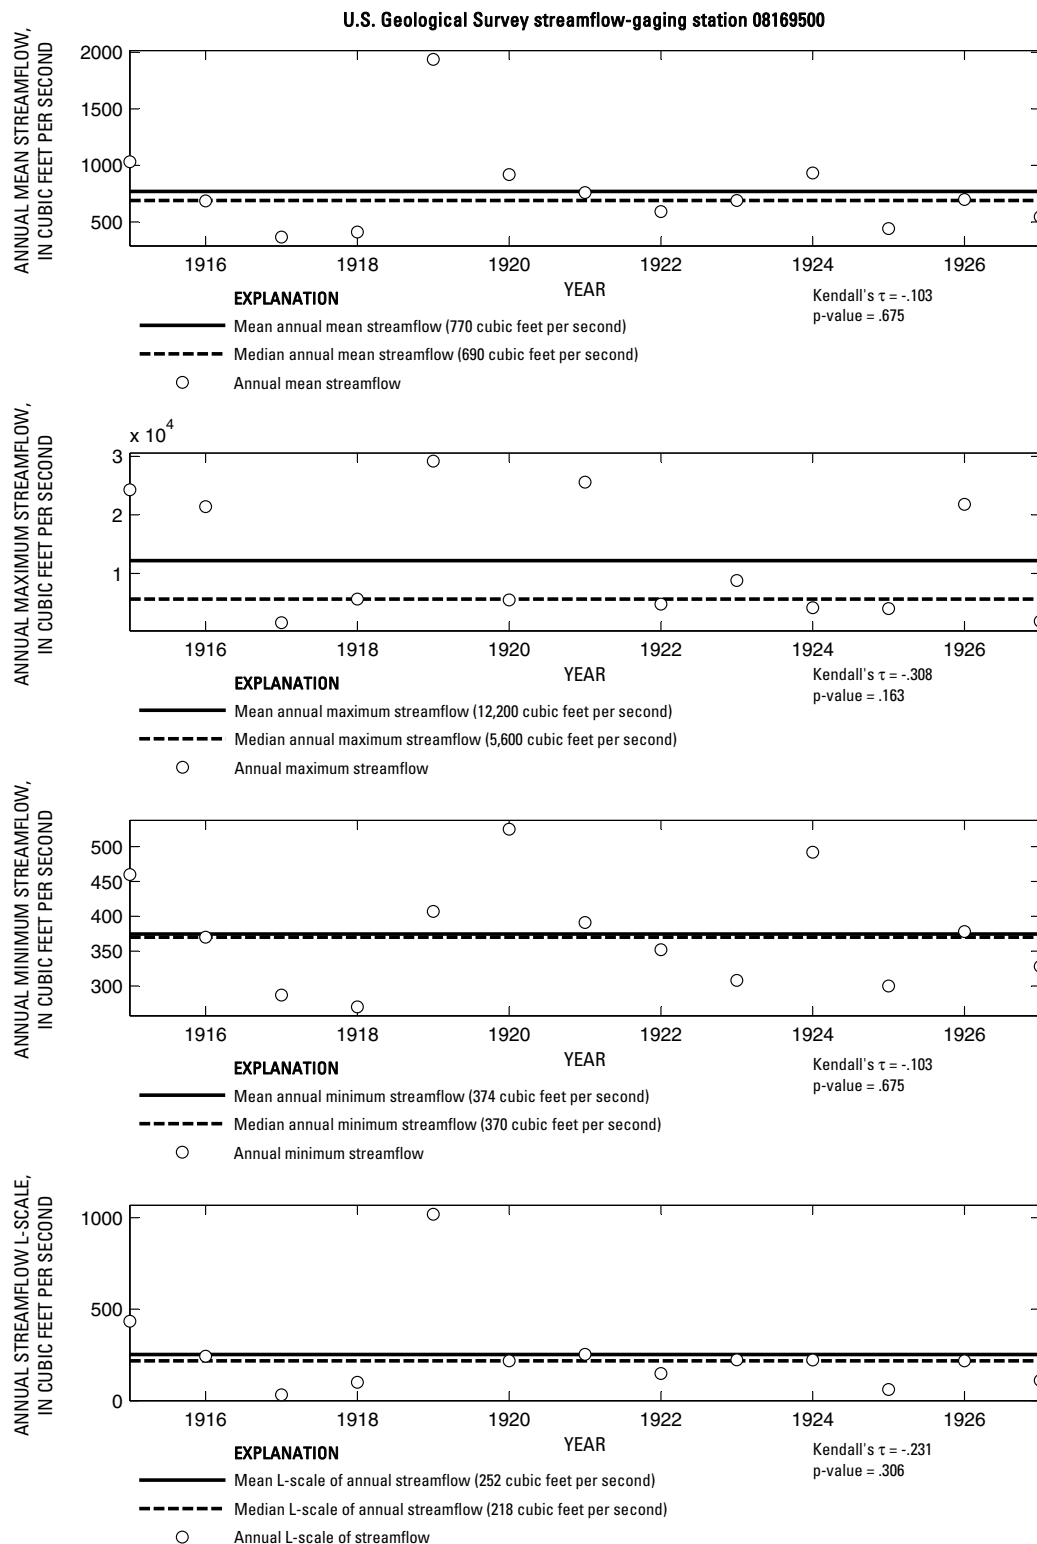 U.S. Geological Survey streamflow-gaging station 08169500
ANNUAL MEAN STREAMFLOW,
IN CUBIC FEET PER SECOND
2000
1500
1000
500
1916 1918 1920 1922 1924 1926
YEAR
Kendall's τ = -.103
p-value = .675
EXPLANATION
Mean annual mean streamflow (770 cubic feet per second)
Median annual mean streamflow (690 cubic feet per second)
Annual mean streamflow
ANNUAL MAXIMUM STREAMFLOW,
IN CUBIC FEET PER SECOND
x 10^4
3
2
1
1916 1918 1920 1922 1924 1926
YEAR
Kendall's τ = -.308
p-value = .163
EXPLANATION
Mean annual maximum streamflow (12,200 cubic feet per second)
Median annual maximum streamflow (5,600 cubic feet per second)
Annual maximum streamflow
ANNUAL MINIMUM STREAMFLOW,
IN CUBIC FEET PER SECOND
500
450
400
350
300
1916 1918 1920 1922 1924 1926
YEAR
Kendall's τ = -.103
p-value = .675
EXPLANATION
Mean annual minimum streamflow (374 cubic feet per second)
Median annual minimum streamflow (370 cubic feet per second)
Annual minimum streamflow
ANNUAL STREAMFLOW L-SCALE,
IN CUBIC FEET PER SECOND
1000
500
0
1916 1918 1920 1922 1924 1926
YEAR
Kendall's τ = -.231
p-value = .306
EXPLANATION
Mean L-scale of annual streamflow (252 cubic feet per second)
Median L-scale of annual streamflow (218 cubic feet per second)
Annual L-scale of streamflow